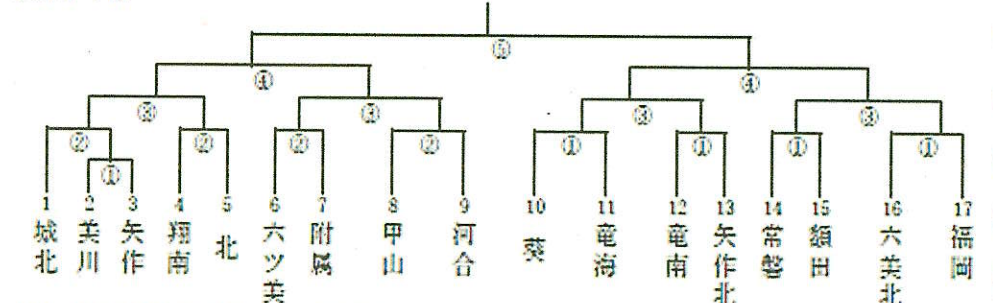 ⑤
④ ④
③ ③ ③ ③
② ② ② ② ① ① ① ①
①
1 城北
2 美川
3 矢作
4 翔南
5 北
6 六ツ美
7 附属
8 甲山
9 河合
10 葵
11 竜海
12 竜南
13 矢作北
14 常磐
15 額田
16 六美北
17 福岡